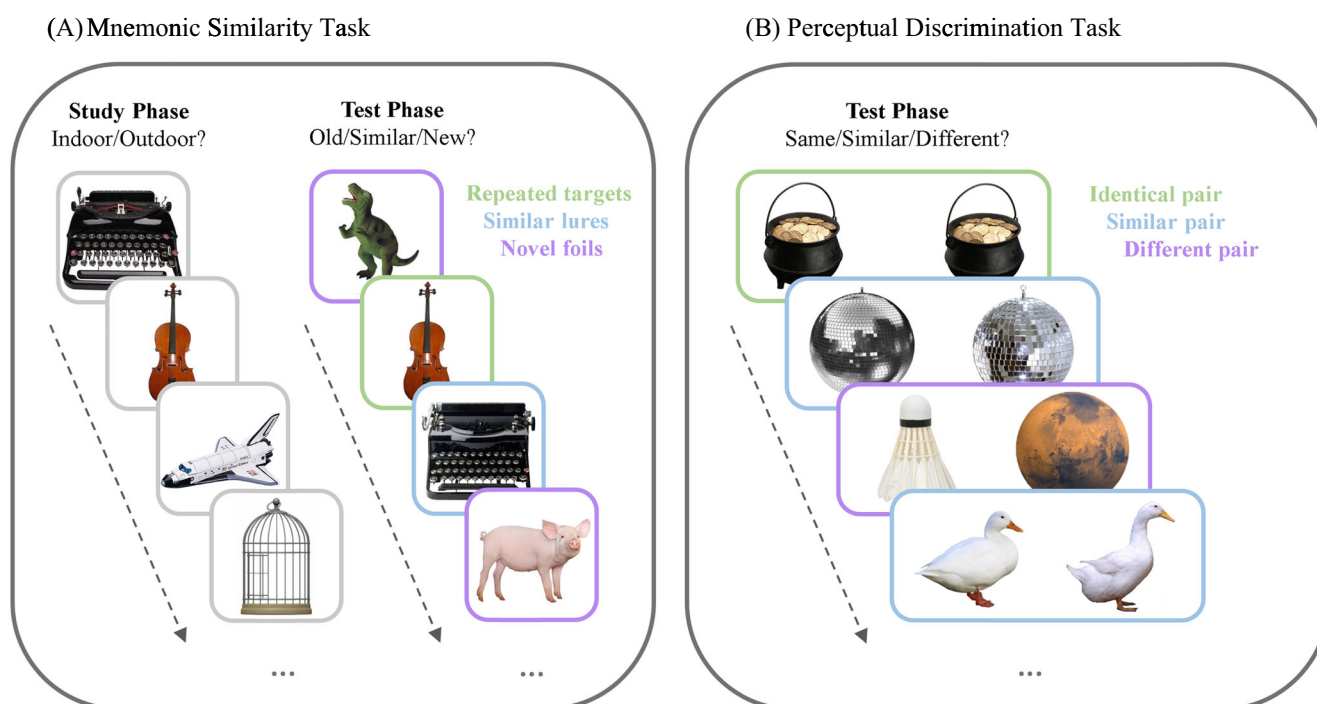 (A) Mnemonic Similarity Task
Study Phase
Indoor/Outdoor?
Test Phase
Old/Similar/New?
Repeated targets
Similar lures
Novel foils
...
...
(B) Perceptual Discrimination Task
Test Phase
Same/Similar/Different?
Identical pair
Similar pair
Different pair
...